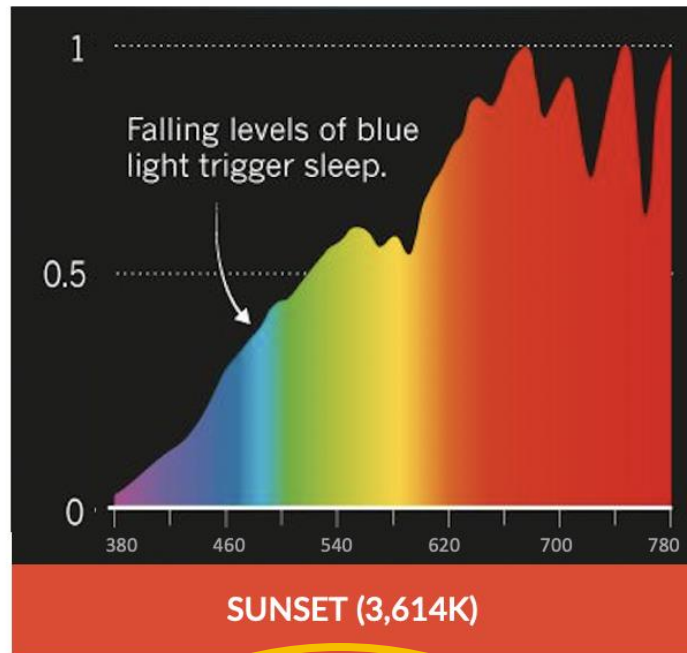 1
Falling levels of blue
light trigger sleep.
0.5
0
380 460 540 620 700 780
SUNSET (3,614K)